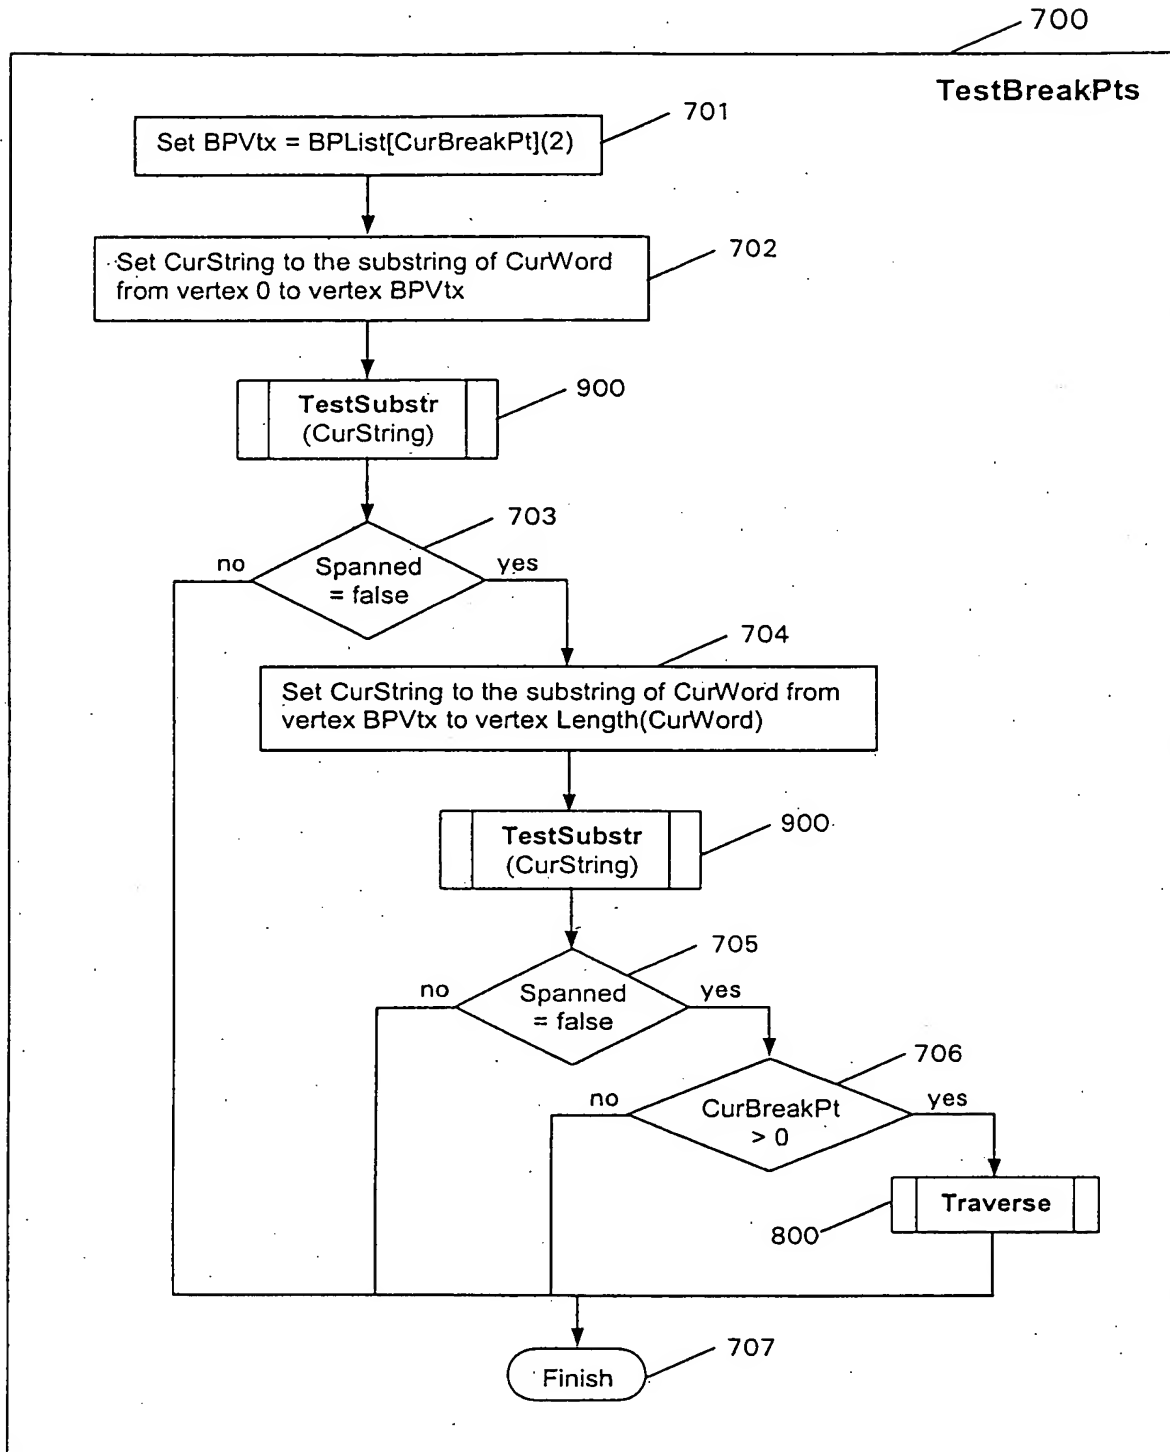 700
TestBreakPts
701
Set BPVtx = BPList[CurBreakPt](2)
702
Set CurString to the substring of CurWord
from vertex 0 to vertex BPVtx
900
TestSubstr
(CurString)
703
no
Spanned
= false
yes
704
Set CurString to the substring of CurWord from
vertex BPVtx to vertex Length(CurWord)
900
TestSubstr
(CurString)
705
no
Spanned
= false
yes
706
no
CurBreakPt
> 0
yes
Traverse
800
707
Finish